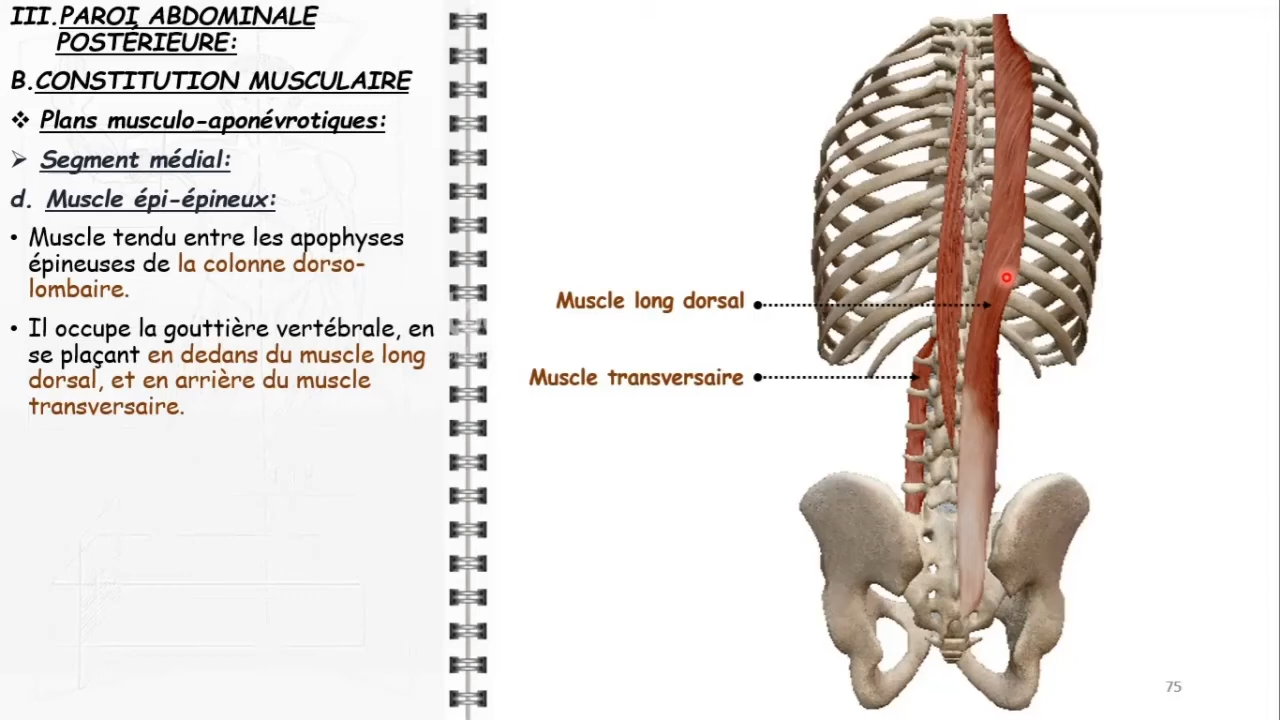 III.PAROI ABDOMINALE
POSTÉRIEURE:
B.CONSTITUTION MUSCULAIRE
❖ Plans musculo-aponévrotiques:
➢ Segment médial:
d. Muscle épi-épineux:
• Muscle tendu entre les apophyses
épineuses de la colonne dorso-
lombaire.
• Il occupe la gouttière vertébrale, en
se plaçant en dedans du muscle long
dorsal, et en arrière du muscle
transversaire.
Muscle long dorsal
Muscle transversaire
75